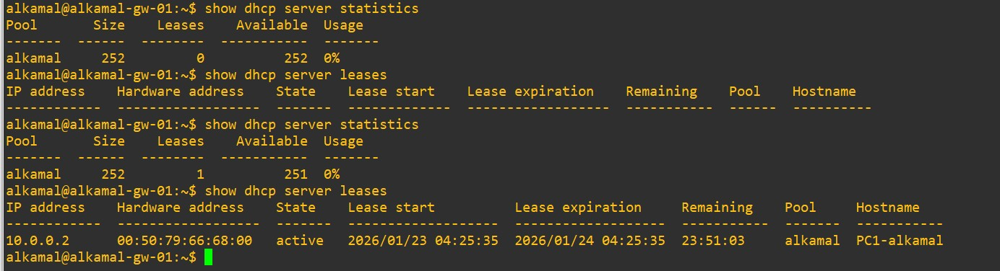 alkamal@alkamal-gw-01:~$ show dhcp server statistics
Pool       Size    Leases    Available  Usage
-------  ------  --------  -----------  -------
alkamal     252         0          252  0%
alkamal@alkamal-gw-01:~$ show dhcp server leases
IP address    Hardware address    State    Lease start    Lease expiration    Remaining    Pool    Hostname
------------  ------------------  -------  -------------  ------------------  -----------  ------  ----------
alkamal@alkamal-gw-01:~$ show dhcp server statistics
Pool       Size    Leases    Available  Usage
-------  ------  --------  -----------  -------
alkamal     252         1          251  0%
alkamal@alkamal-gw-01:~$ show dhcp server leases
IP address    Hardware address    State    Lease start          Lease expiration     Remaining    Pool     Hostname
------------  ------------------  -------  -------------------  -------------------  -----------  -------  -----------
10.0.0.2      00:50:79:66:68:00   active   2026/01/23 04:25:35  2026/01/24 04:25:35  23:51:03     alkamal  PC1-alkamal
alkamal@alkamal-gw-01:~$